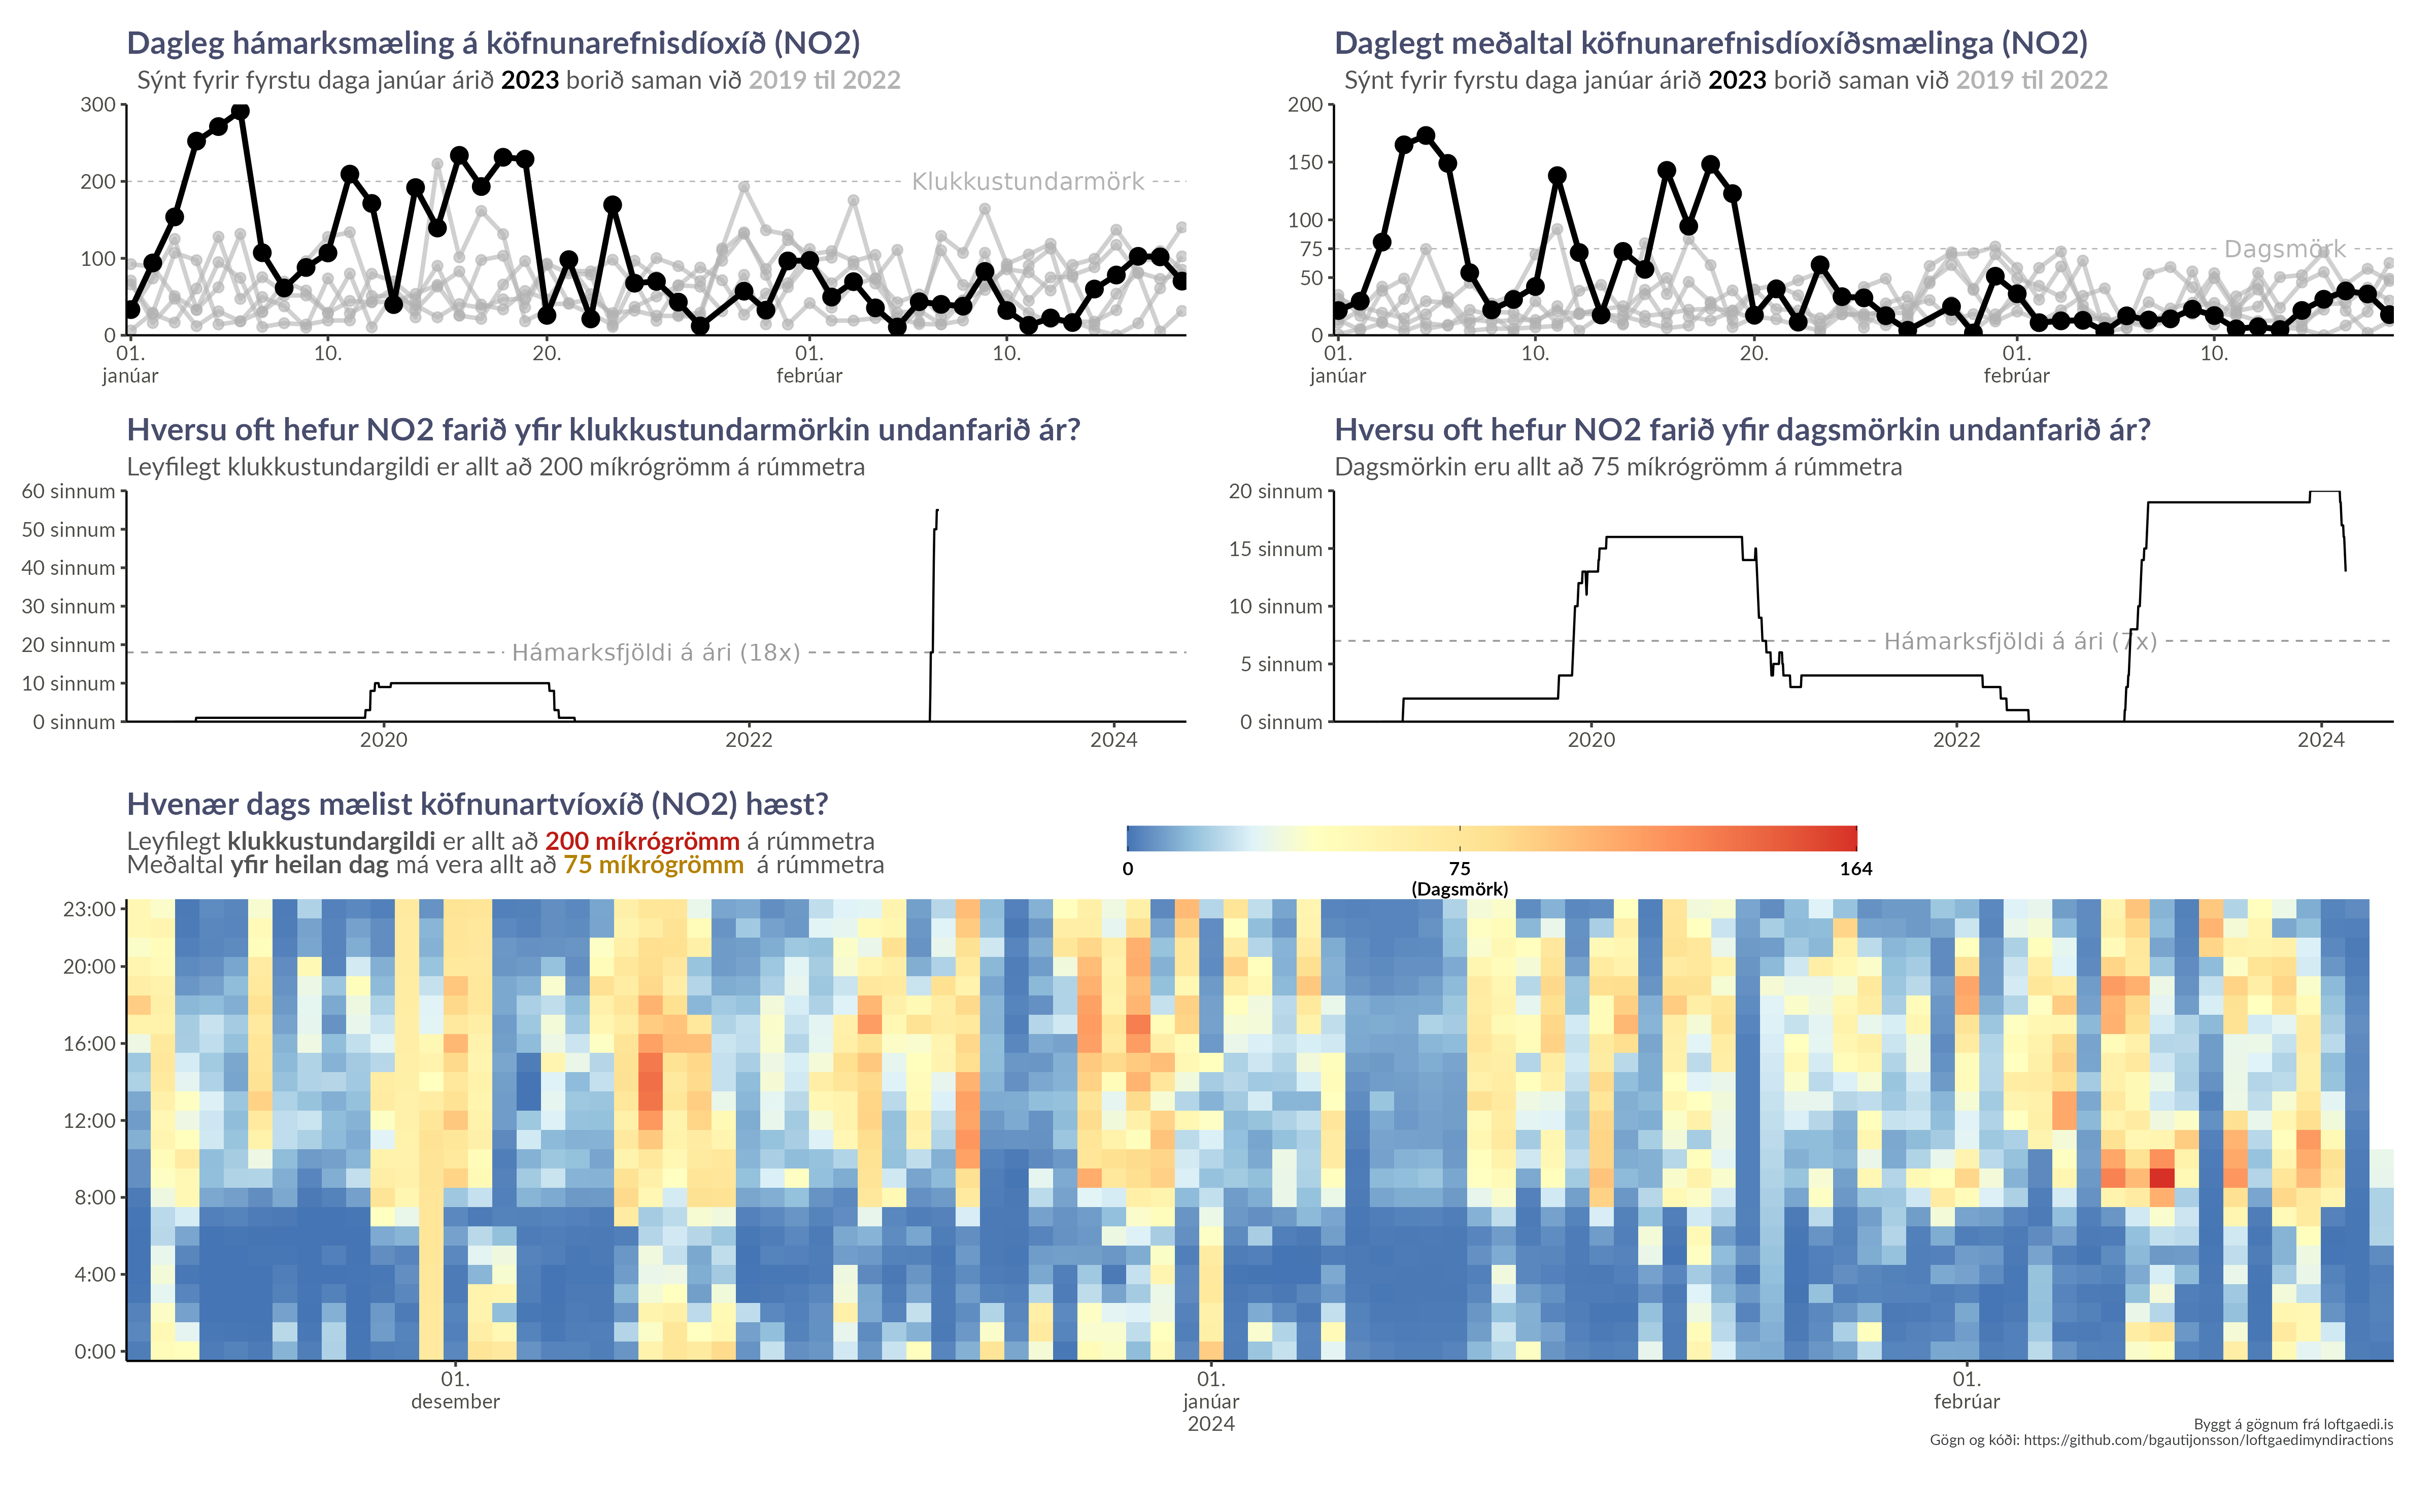 Dagleg hámarksmæling á köfnunarefnisdíoxíð (NO2)
Sýnt fyrir fyrstu daga janúar árið 2023 borið saman við 2019 til 2022
300
200
100
0
Klukkustundarmörk
01.
janúar
10.
20.
01.
febrúar
10.
Daglegt meðaltal köfnunarefnisdíoxíðsmælinga (NO2)
Sýnt fyrir fyrstu daga janúar árið 2023 borið saman við 2019 til 2022
200
150
100
75
50
0
Dagsmörk
01.
janúar
10.
20.
01.
febrúar
10.
Hversu oft hefur NO2 farið yfir klukkustundarmörkin undanfarið ár?
Leyfilegt klukkustundargildi er allt að 200 míkrógrömm á rúmmetra
60 sinnum
50 sinnum
40 sinnum
30 sinnum
20 sinnum
10 sinnum
0 sinnum
Hámarksfjöldi á ári (18x)
2020
2022
2024
Hversu oft hefur NO2 farið yfir dagsmörkin undanfarið ár?
Dagsmörkin eru allt að 75 míkrógrömm á rúmmetra
20 sinnum
15 sinnum
10 sinnum
5 sinnum
0 sinnum
Hámarksfjöldi á ári (7x)
2020
2022
2024
Hvenær dags mælist köfnunartvíoxíð (NO2) hæst?
Leyfilegt klukkustundargildi er allt að 200 míkrógrömm á rúmmetra
Meðaltal yfir heilan dag má vera allt að 75 míkrógrömm á rúmmetra
0
75
(Dagsmörk)
164
23:00
20:00
16:00
12:00
8:00
4:00
0:00
01.
desember
01.
janúar
2024
01.
febrúar
Byggt á gögnum frá loftgaedi.is
Gögn og kóði: https://github.com/bgautijonsson/loftgaedimyndiractions